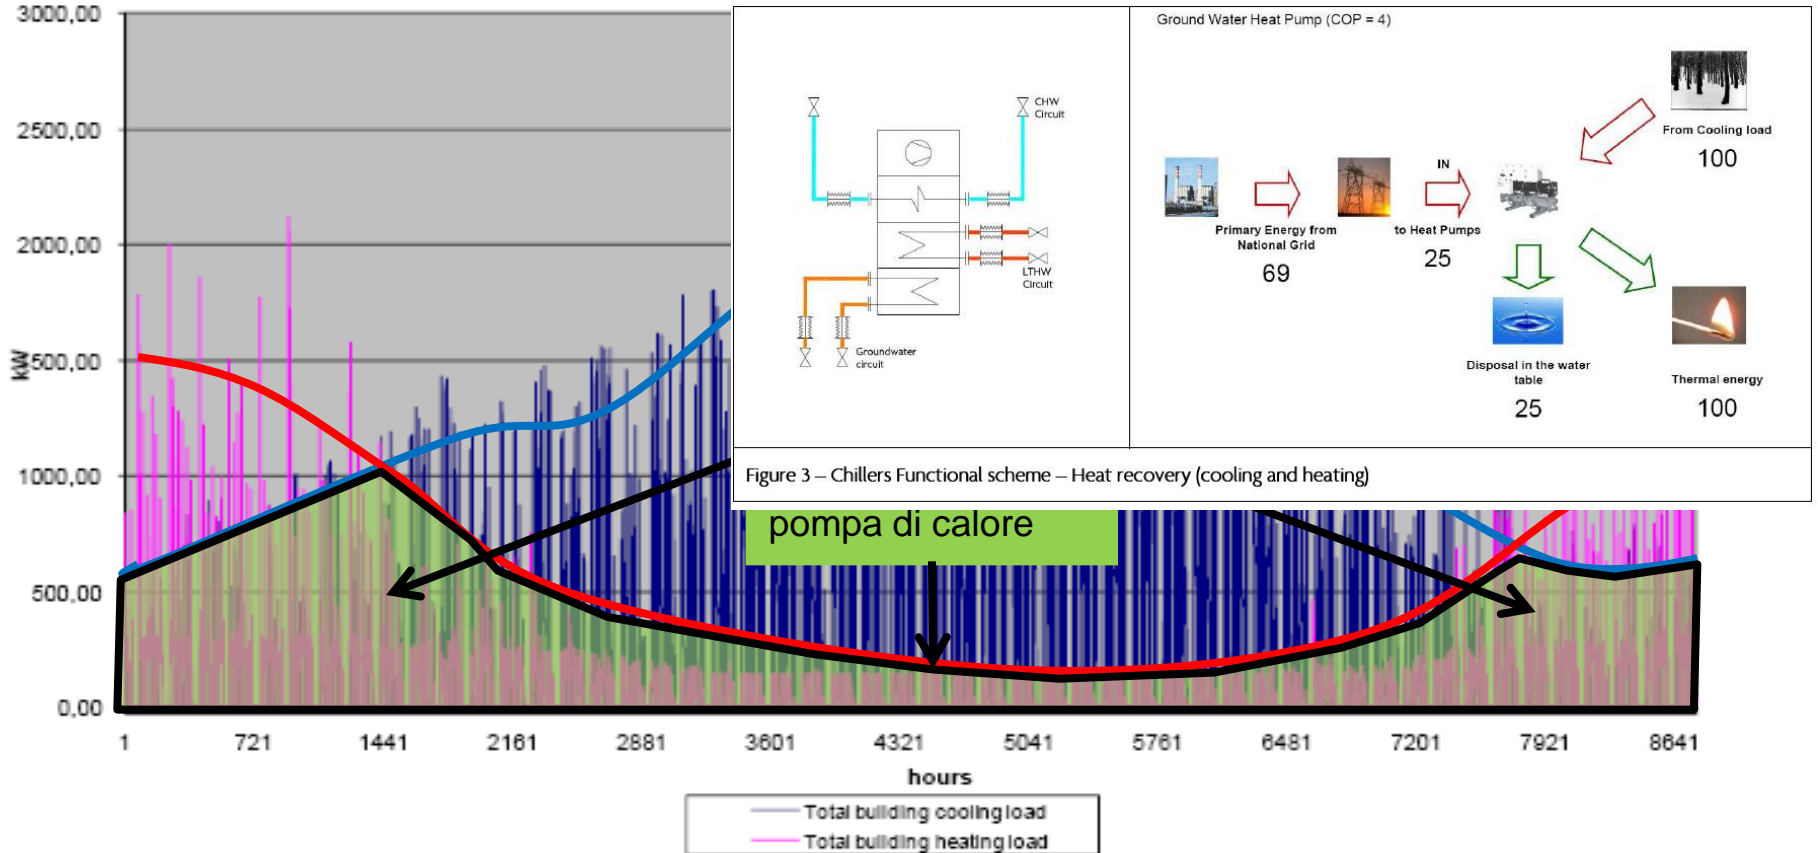 3000,00
2500,00
2000,00
1500,00
1000,00
500,00
0,00
kW
1 721 1441 2161 2881 3601 4321 5041 5761 6481 7201 7921 8641
hours
Total building cooling load
Total building heating load
pompa di calore
CHW
Circuit
LTHW
Circuit
Groundwater
circuit
Ground Water Heat Pump (COP = 4)
From Cooling load
100
IN
Primary Energy from
National Grid
69
to Heat Pumps
25
Disposal in the water
table
25
Thermal energy
100
Figure 3 – Chillers Functional scheme – Heat recovery (cooling and heating)